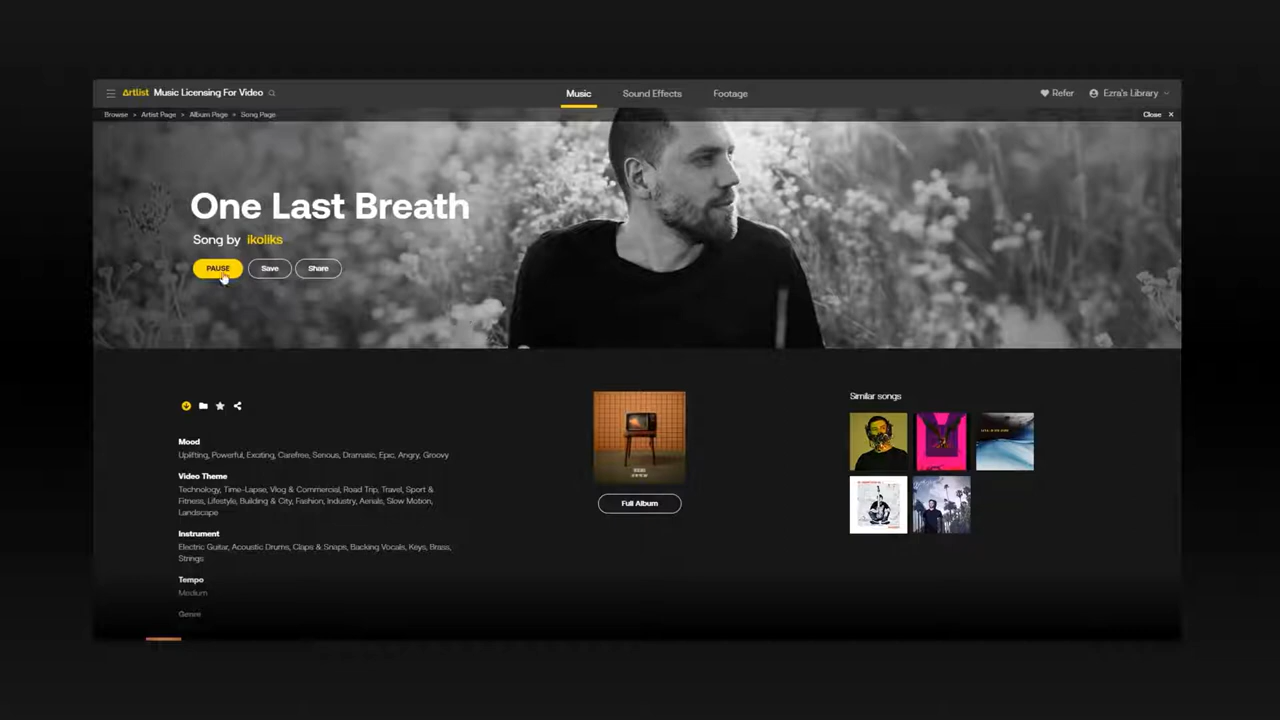 Artlist Music Licensing For Video
Music Sound Effects Footage
Refer Ezra's Library
Browse > Artist Page > Album Page > Song Page
Close ×
One Last Breath
Song by ikoliks
PAUSE Save Share
Mood
Uplifting, Powerful, Exciting, Carefree, Serious, Dramatic, Epic, Angry, Groovy
Video Theme
Technology, Time-Lapse, Vlog & Commercial, Road Trip, Travel, Sport &
Fitness, Lifestyle, Building & City, Fashion, Industry, Aerials, Slow Motion,
Landscape
Instrument
Electric Guitar, Acoustic Drums, Claps & Snaps, Backing Vocals, Keys, Brass,
Strings
Tempo
Medium
Genre
Full Album
Similar songs